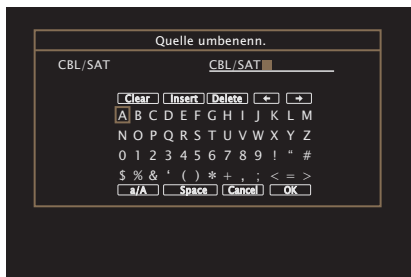 Quelle umbenenn.
CBL/SAT CBL/SAT
Clear Insert Delete ← →
A B C D E F G H I J K L M
N O P Q R S T U V W X Y Z
0 1 2 3 4 5 6 7 8 9 ! “ #
$ % & ‘ ( ) * + , ; < = >
a/A Space Cancel OK